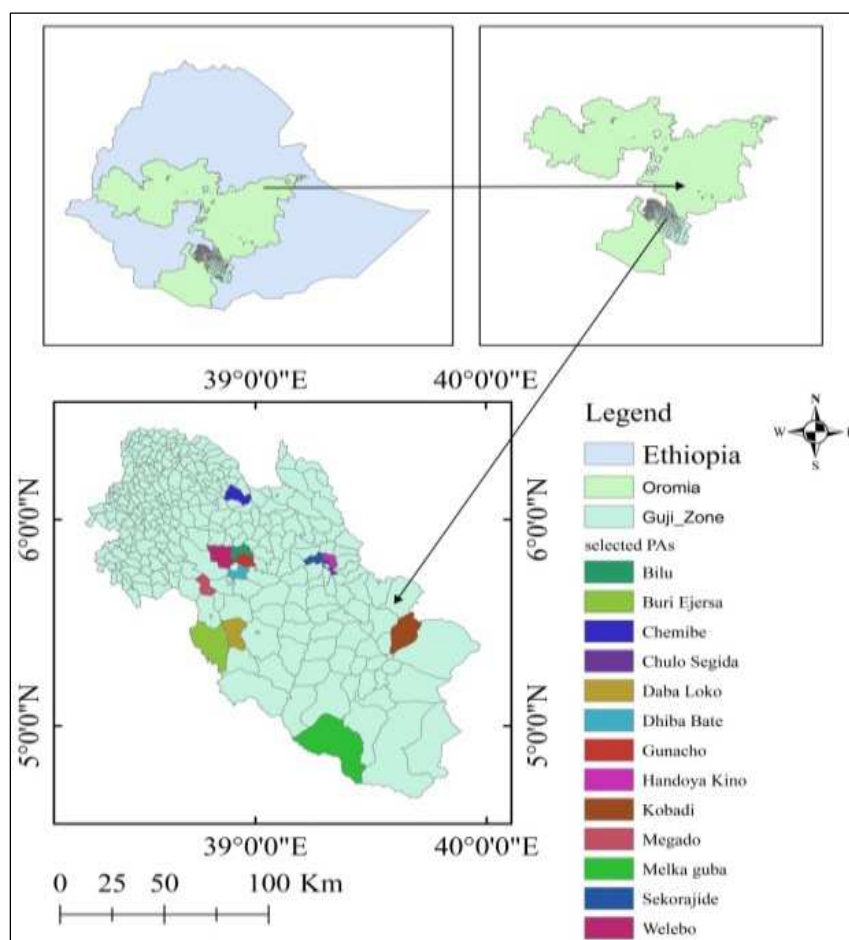 39°0'0"E 40°0'0"E
6°0'0"N 6°0'0"N
5°0'0"N 5°0'0"N
39°0'0"E 40°0'0"E
0 25 50 100 Km
Legend
N
W E
S
Ethiopia
Oromia
Guji_Zone
selected PAs
Bilu
Buri Ejersa
Chemibe
Chulo Segida
Daba Loko
Dhiba Bate
Gunacho
Handoya Kino
Kobadi
Megado
Melka guba
Sekorajide
Welebo